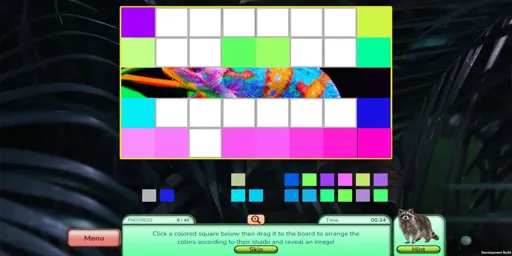 PROGRESS
6 / 40
Time
00:34
Menu
Click a colored square below then drag it to the board to arrange the
colors according to their shade and reveal an image!
Skip
Hint
Development Build